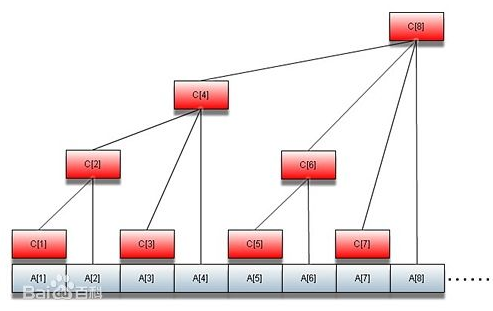 C[8]
C[4]
C[2] C[6]
C[1] C[3] C[5] C[7]
A[1] A[2] A[3] A[4] A[5] A[6] A[7] A[8] ······
Bai百科